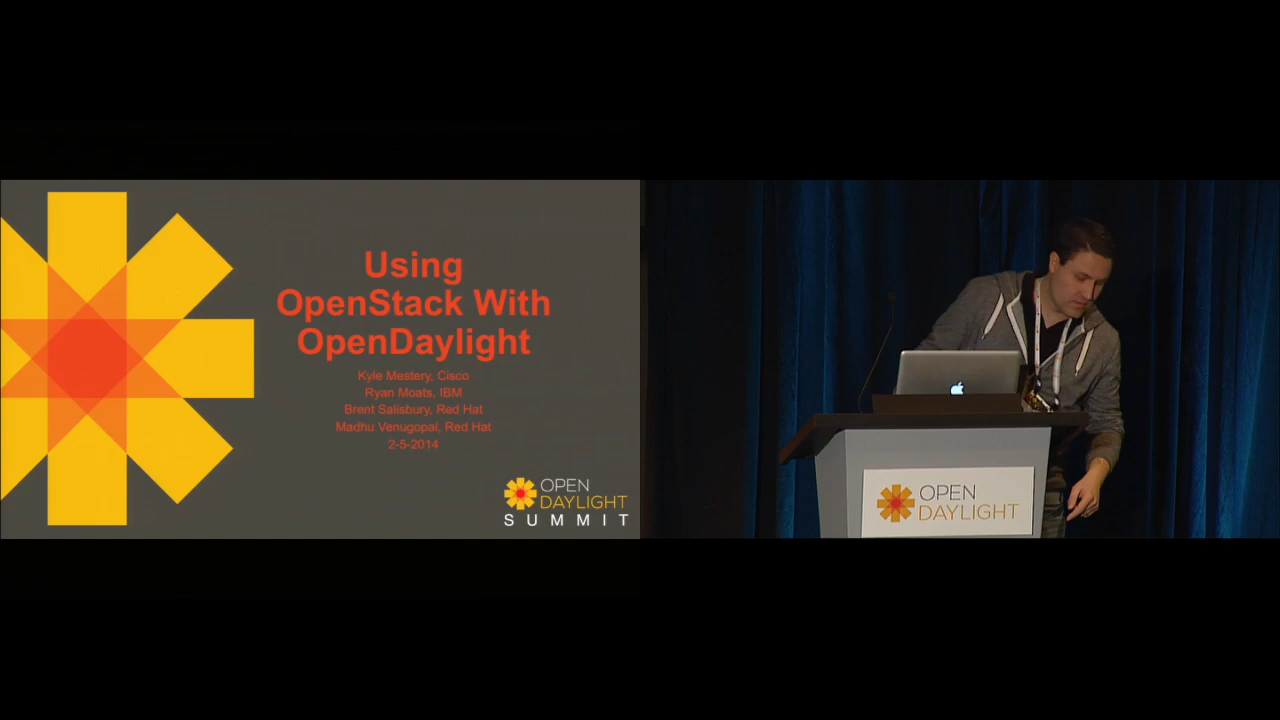 Using
OpenStack With
OpenDaylight
Kyle Mestery, Cisco
Ryan Moats, IBM
Brent Salisbury, Red Hat
Madhu Venugopal, Red Hat
2-5-2014
OPEN
DAYLIGHT
SUMMIT
OPEN
DAYLIGHT